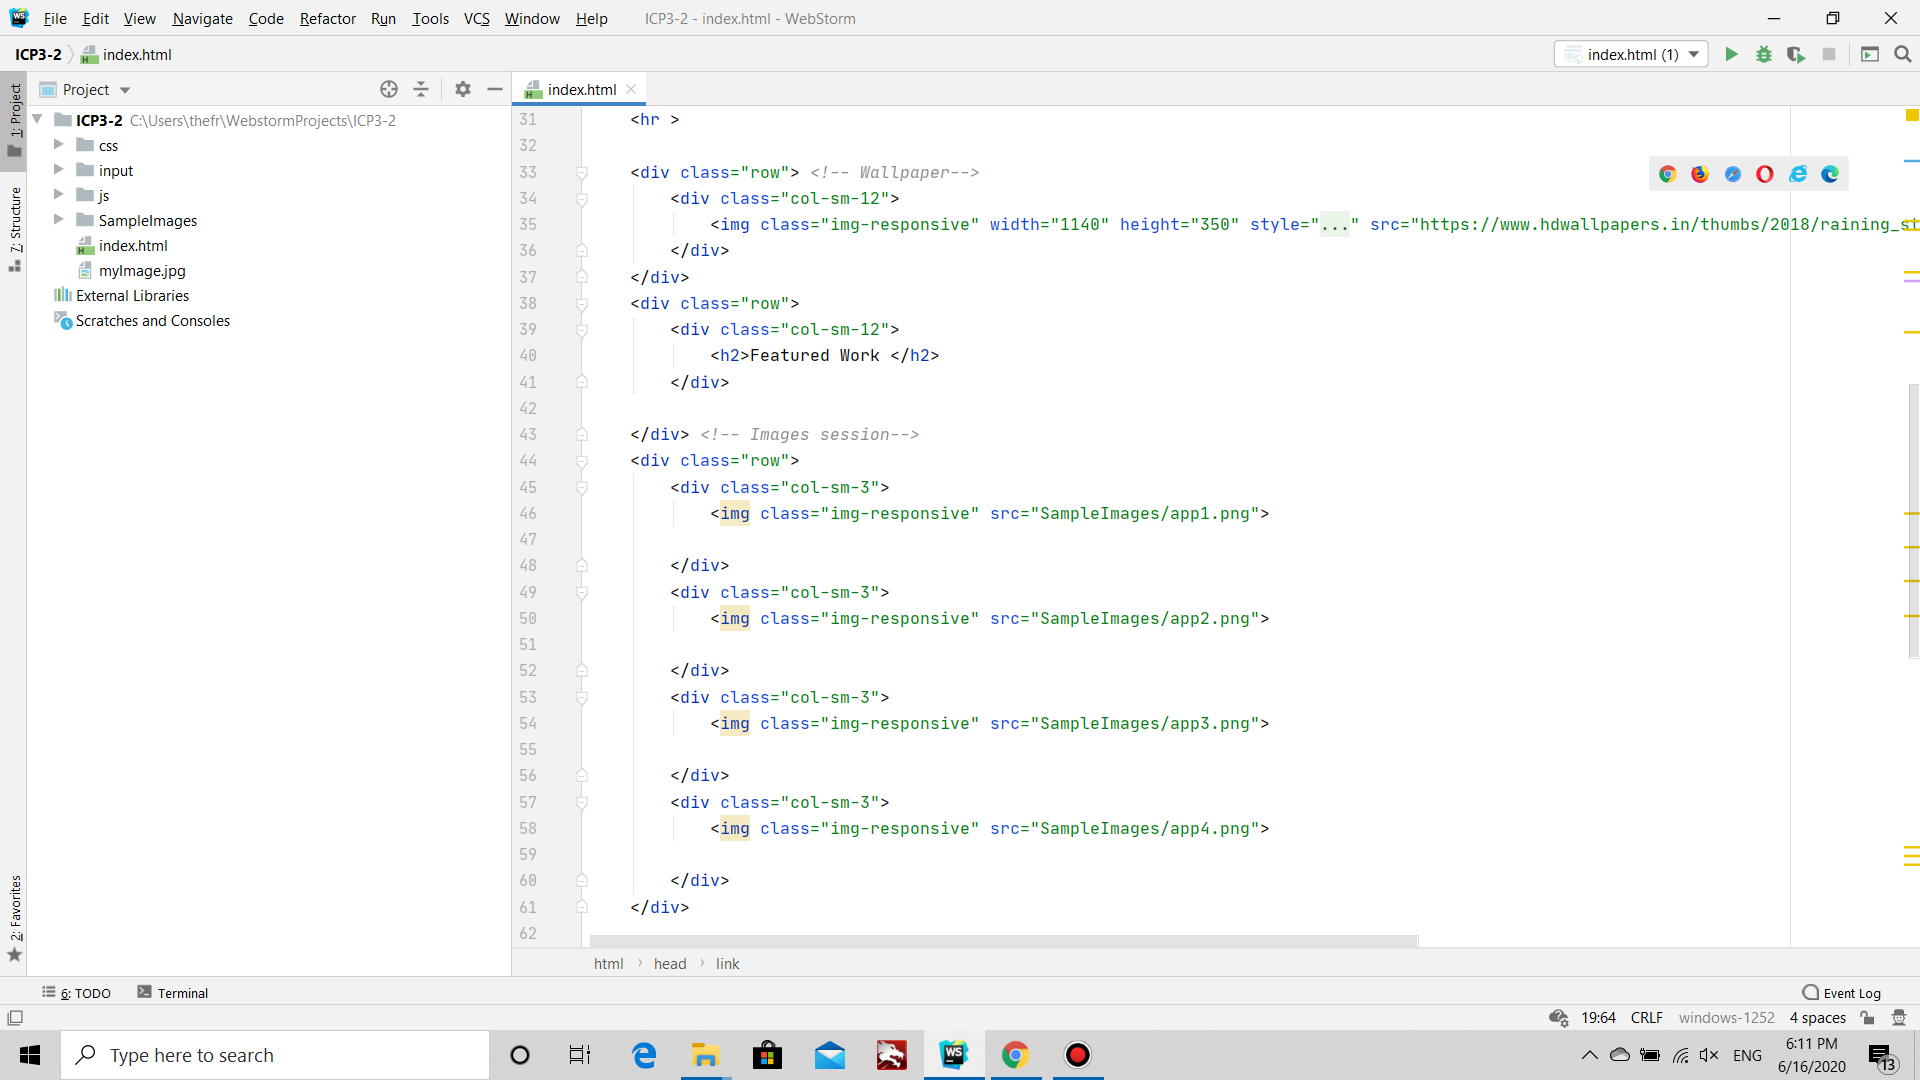 File Edit View Navigate Code Refactor Run Tools VCS Window Help ICP3-2 - index.html - WebStorm
ICP3-2 index.html index.html (1)
1: Project
7: Structure
2: Favorites
Project
ICP3-2 C:\Users\thefr\WebstormProjects\ICP3-2
css
input
js
SampleImages
index.html
myImage.jpg
External Libraries
Scratches and Consoles
index.html
31 <hr >
32
33 <div class="row"> <!-- Wallpaper-->
34 <div class="col-sm-12">
35 <img class="img-responsive" width="1140" height="350" style="..." src="https://www.hdwallpapers.in/thumbs/2018/raining_st
36 </div>
37 </div>
38 <div class="row">
39 <div class="col-sm-12">
40 <h2>Featured Work </h2>
41 </div>
42
43 </div> <!-- Images session-->
44 <div class="row">
45 <div class="col-sm-3">
46 <img class="img-responsive" src="SampleImages/app1.png">
47
48 </div>
49 <div class="col-sm-3">
50 <img class="img-responsive" src="SampleImages/app2.png">
51
52 </div>
53 <div class="col-sm-3">
54 <img class="img-responsive" src="SampleImages/app3.png">
55
56 </div>
57 <div class="col-sm-3">
58 <img class="img-responsive" src="SampleImages/app4.png">
59
60 </div>
61 </div>
62
html head link
6: TODO Terminal Event Log
19:64 CRLF windows-1252 4 spaces
Type here to search
WS
ENG
6:11 PM
6/16/2020
13